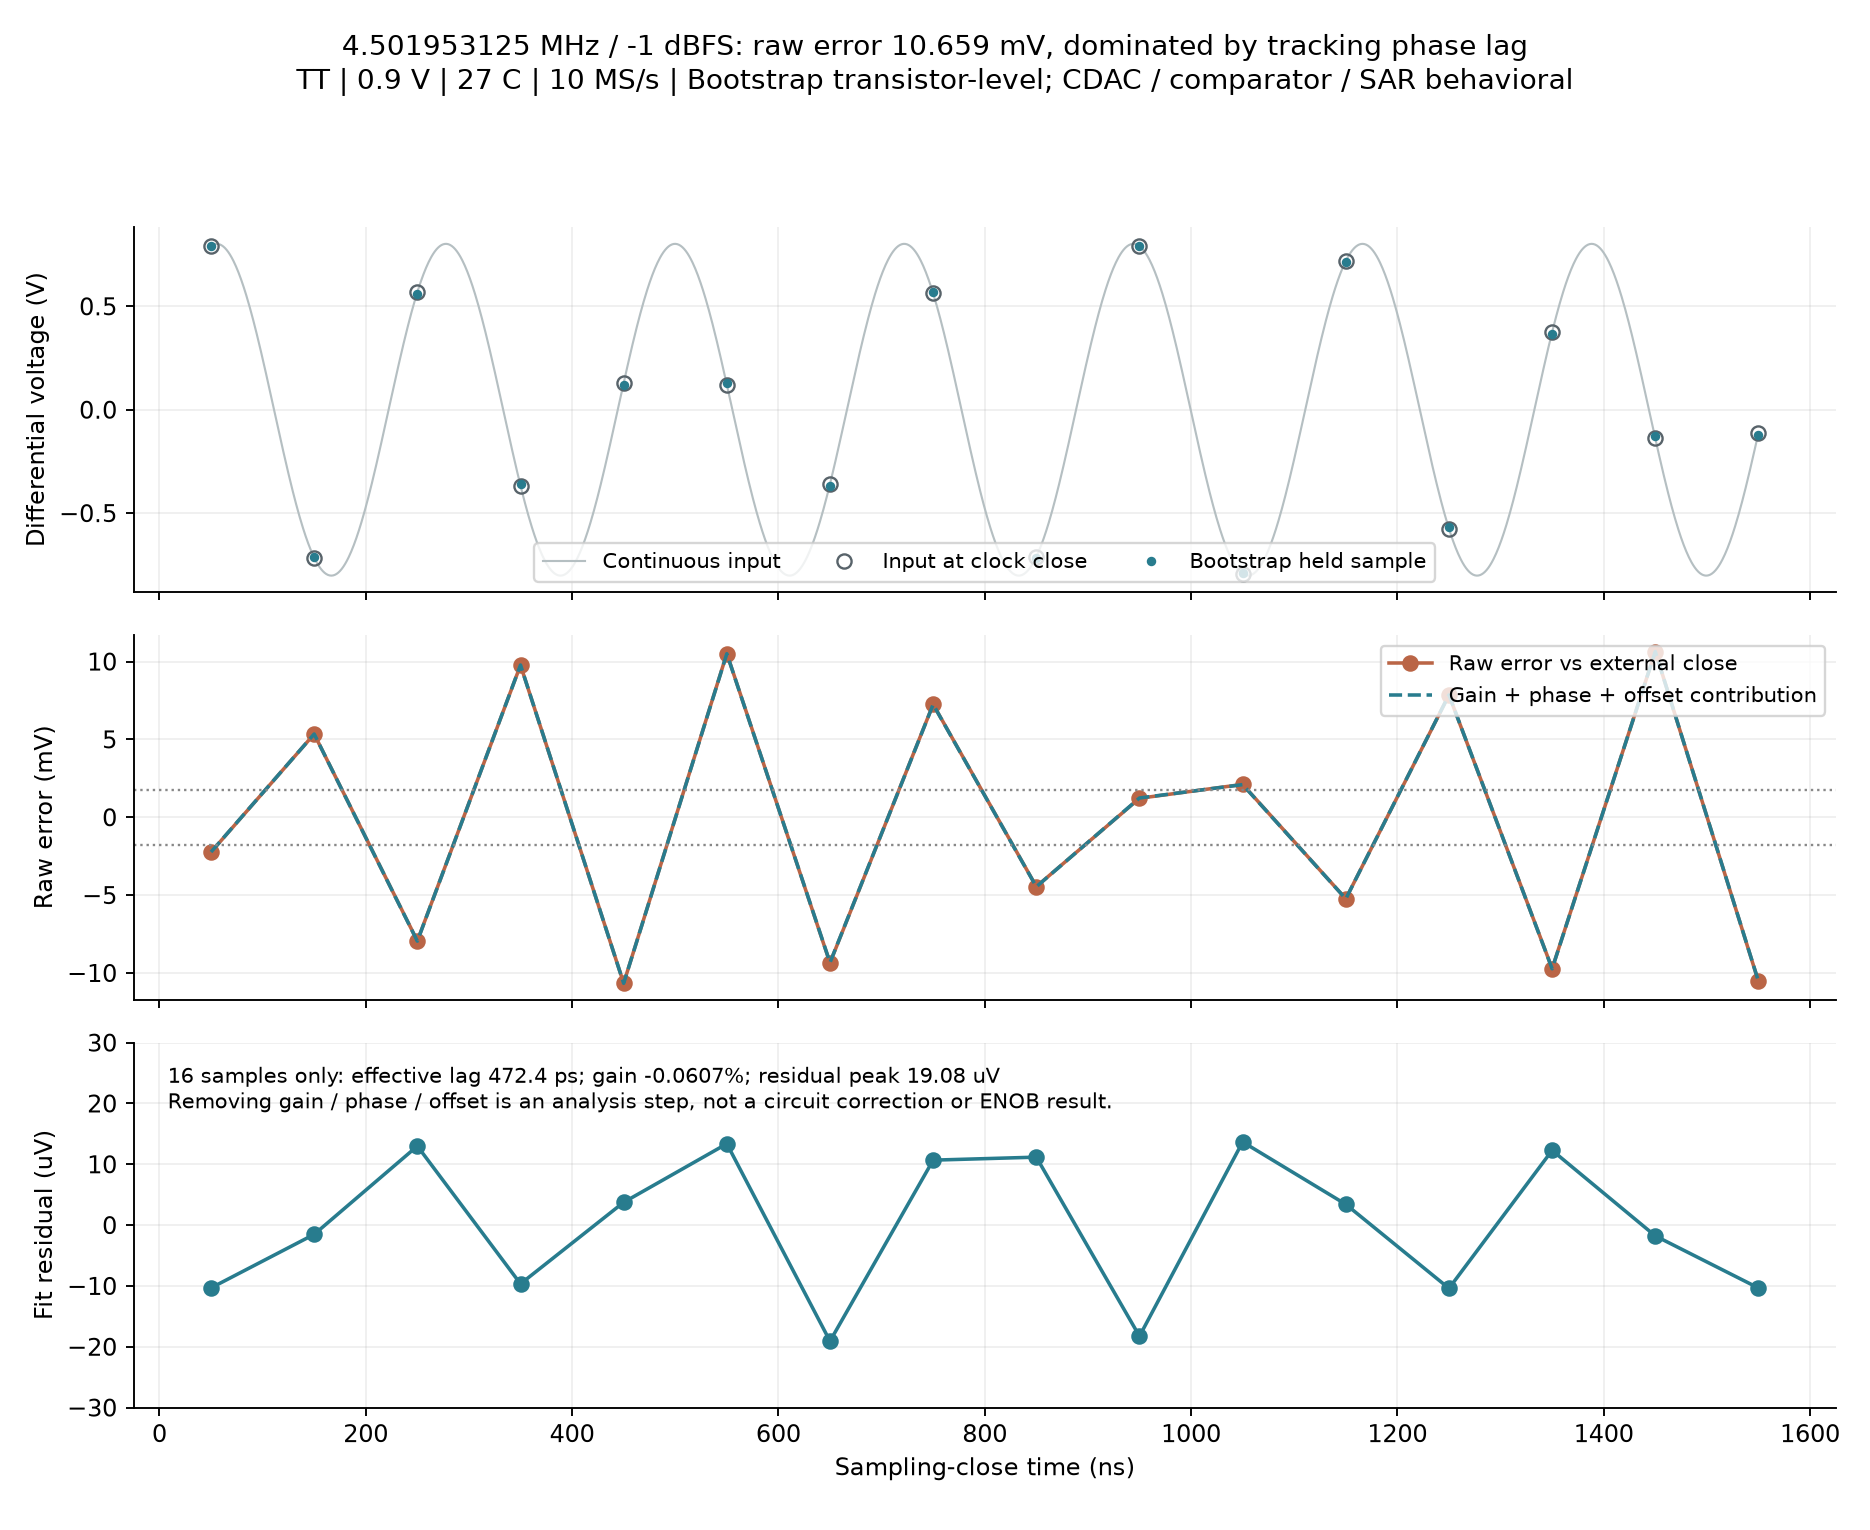 4.501953125 MHz / -1 dBFS: raw error 10.659 mV, dominated by tracking phase lag
TT | 0.9 V | 27 C | 10 MS/s | Bootstrap transistor-level; CDAC / comparator / SAR behavioral
Differential voltage (V)
0.5
0.0
−0.5
Continuous input
Input at clock close
Bootstrap held sample
Raw error (mV)
10
5
0
−5
−10
Raw error vs external close
Gain + phase + offset contribution
Fit residual (uV)
30
20
10
0
−10
−20
−30
16 samples only: effective lag 472.4 ps; gain -0.0607%; residual peak 19.08 uV
Removing gain / phase / offset is an analysis step, not a circuit correction or ENOB result.
0
200
400
600
800
1000
1200
1400
1600
Sampling-close time (ns)